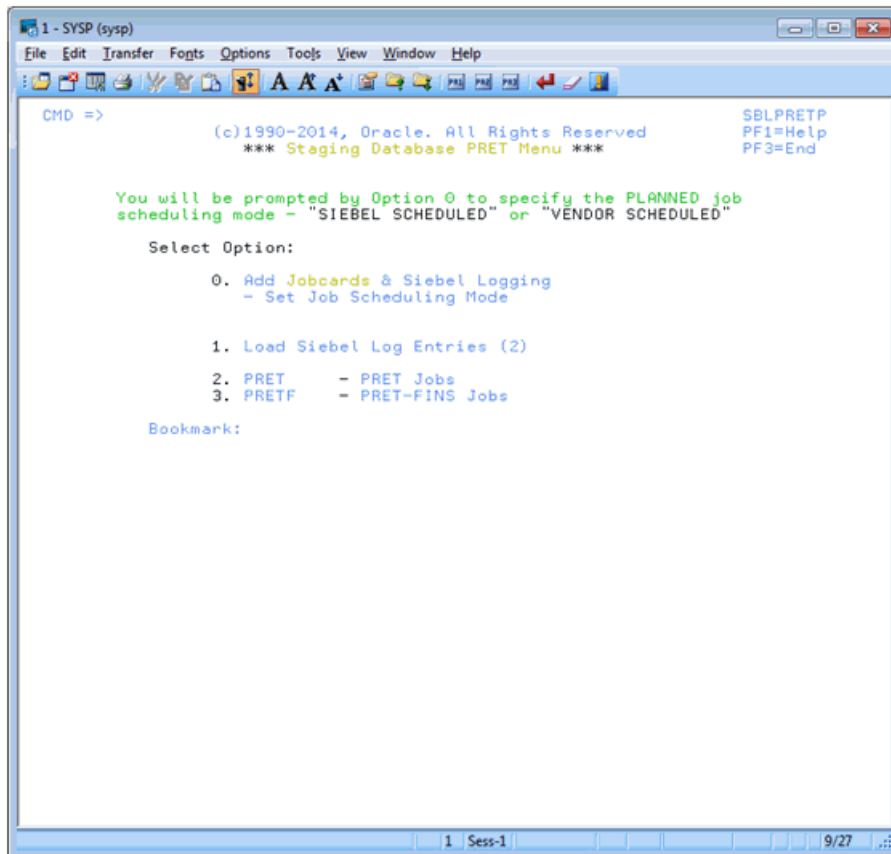 1 - SYSP (sysp)
File Edit Transfer Fonts Options Tools View Window Help
A A A
PR1 PR2 PR3
CMD => SBLPRETP
(c)1990-2014, Oracle. All Rights Reserved PF1=Help
*** Staging Database PRET Menu *** PF3=End
You will be prompted by Option 0 to specify the PLANNED job
scheduling mode - "SIEBEL SCHEDULED" or "VENDOR SCHEDULED"
Select Option:
0. Add Jobcards & Siebel Logging
- Set Job Scheduling Mode
1. Load Siebel Log Entries (2)
2. PRET - PRET Jobs
3. PRETF - PRET-FINS Jobs
Bookmark:
1 Sess-1 9/27